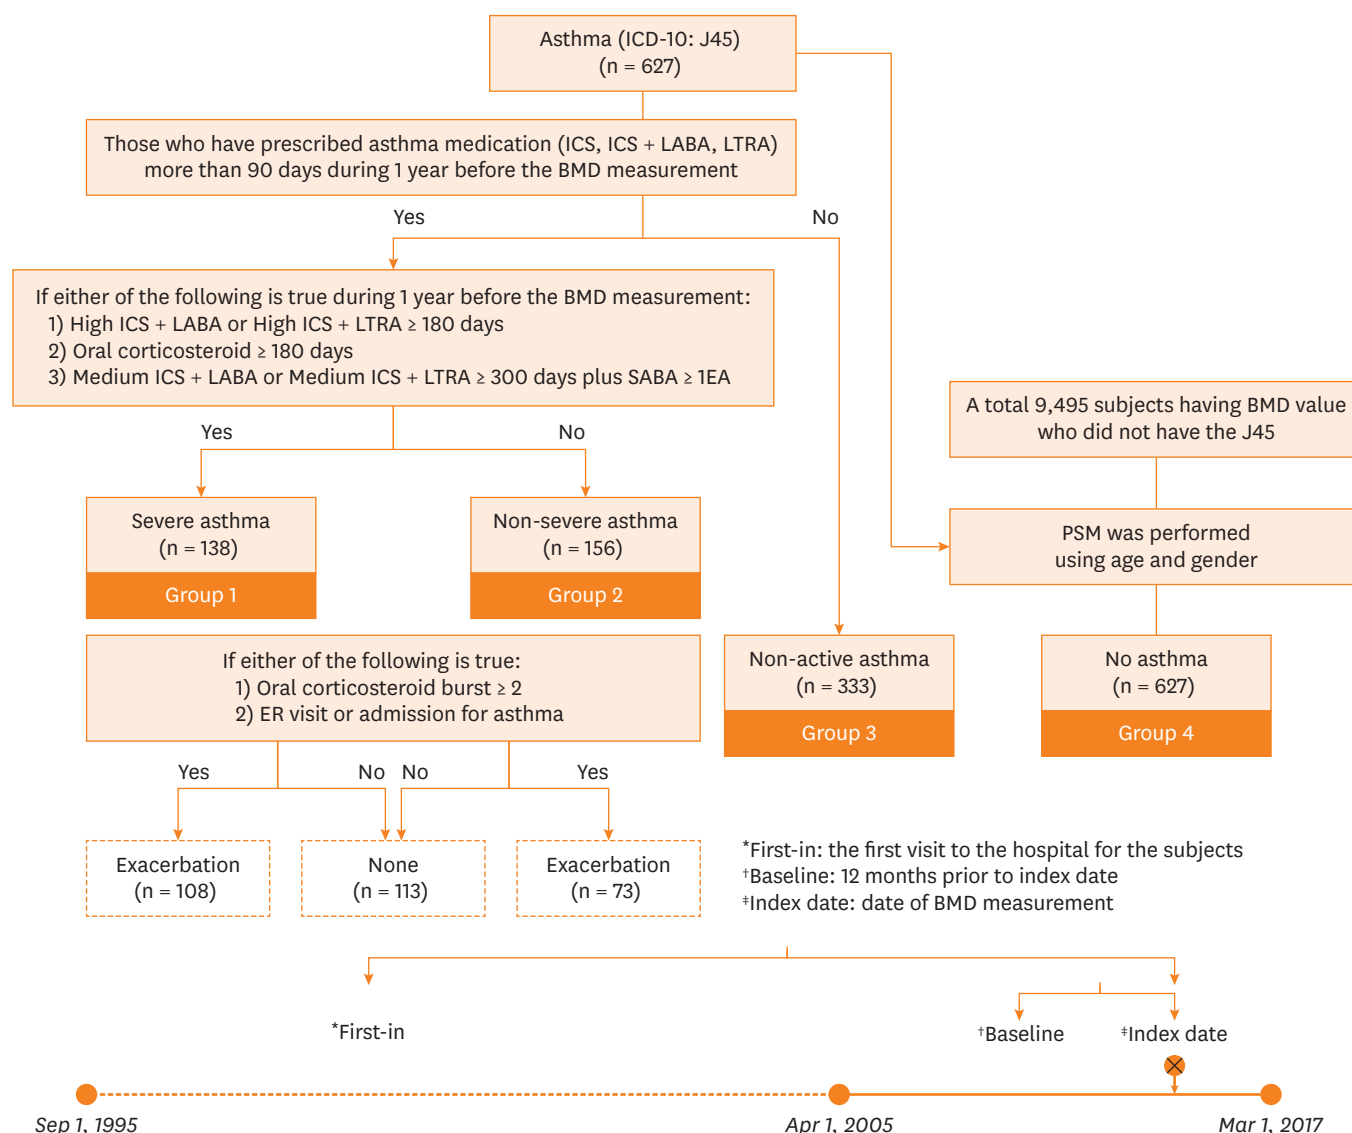 Asthma (ICD-10: J45)
(n = 627)
Those who have prescribed asthma medication (ICS, ICS + LABA, LTRA)
more than 90 days during 1 year before the BMD measurement
Yes
No
If either of the following is true during 1 year before the BMD measurement:
1) High ICS + LABA or High ICS + LTRA ≥ 180 days
2) Oral corticosteroid ≥ 180 days
3) Medium ICS + LABA or Medium ICS + LTRA ≥ 300 days plus SABA ≥ 1EA
A total 9,495 subjects having BMD value
who did not have the J45
Yes
No
Severe asthma
(n = 138)
Group 1
Non-severe asthma
(n = 156)
Group 2
PSM was performed
using age and gender
If either of the following is true:
1) Oral corticosteroid burst ≥ 2
2) ER visit or admission for asthma
Non-active asthma
(n = 333)
Group 3
No asthma
(n = 627)
Group 4
Yes
No
No
Yes
Exacerbation
(n = 108)
None
(n = 113)
Exacerbation
(n = 73)
*First-in: the first visit to the hospital for the subjects
†Baseline: 12 months prior to index date
‡Index date: date of BMD measurement
*First-in
†Baseline
‡Index date
Sep 1, 1995
Apr 1, 2005
Mar 1, 2017